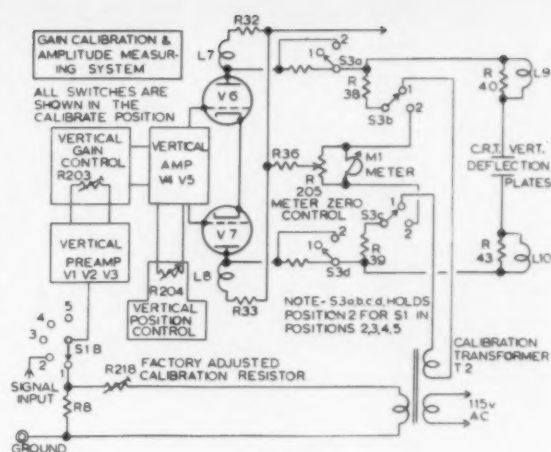 GAIN CALIBRATION &
AMPLITUDE MEASUR-
ING SYSTEM
ALL SWITCHES ARE
SHOWN IN THE
CALIBRATE POSITION
VERTICAL
GAIN
CONTROL
R203
VERTICAL
AMP
V4 V5
VERTICAL
PREAMP
V1 V2 V3
R204
VERTICAL
POSITION CONTROL
R32
L7
V6
V7
L8
R33
2
1
S3a
R
38
1
S3b
2
R36
R
205
M1
METER
METER ZERO
CONTROL
1
S3c
2
2
1
S3d
R
39
L9
R
40
C.R.T. VERT.
DEFLECTION
PLATES
R
43
L10
NOTE- S3a,b,c,d, HOLDS
POSITION 2 FOR S1 IN
POSITIONS 2,3,4,5
5
4
3
S1B
2
1
SIGNAL
INPUT
R218
FACTORY ADJUSTED
CALIBRATION
RESISTOR
R8
GROUND
CALIBRATION
TRANSFORMER
T2
115v
AC